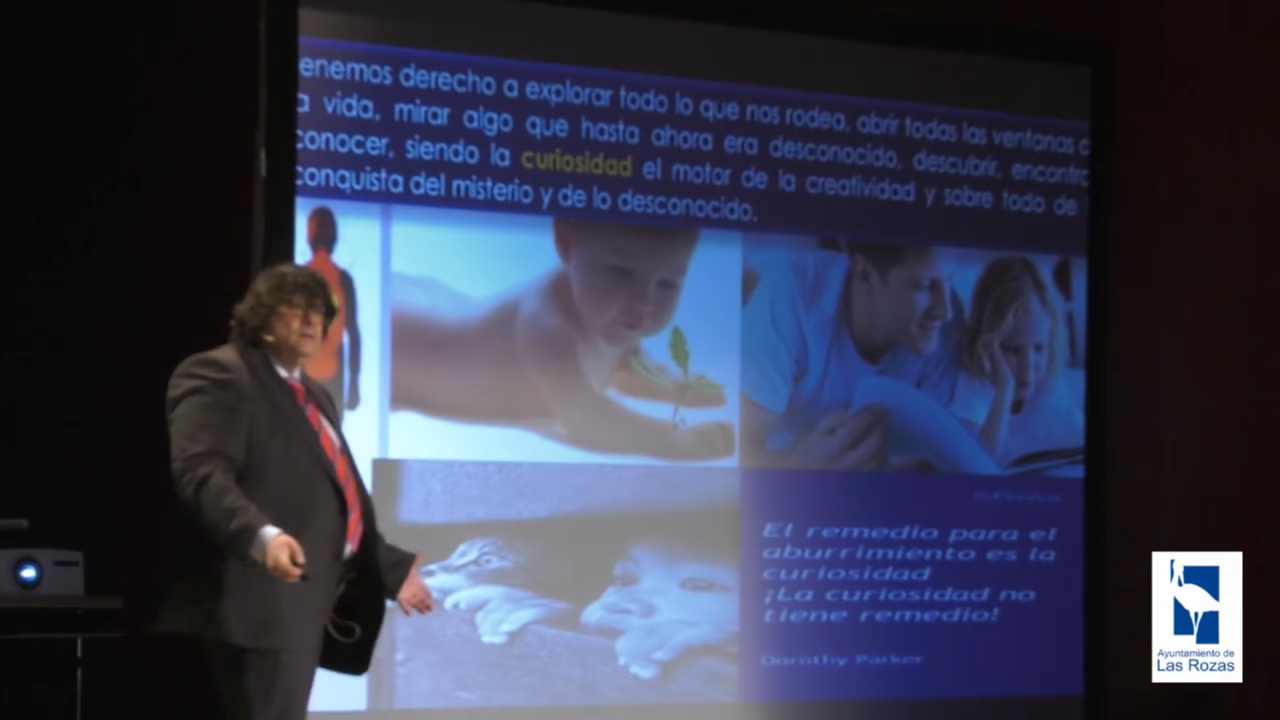 enemos derecho a explorar todo lo que nos rodea, abrir todas las ventanas
a vida, mirar algo que hasta ahora era desconocido, descubrir, encontra
conocer, siendo la curiosidad el motor de la creatividad y sobre todo de
conquista del misterio y de lo desconocido.
El remedio para el
aburrimiento es la
curiosidad
¡La curiosidad no
tiene remedio!
Dorothy Parker
Ayuntamiento de
Las Rozas